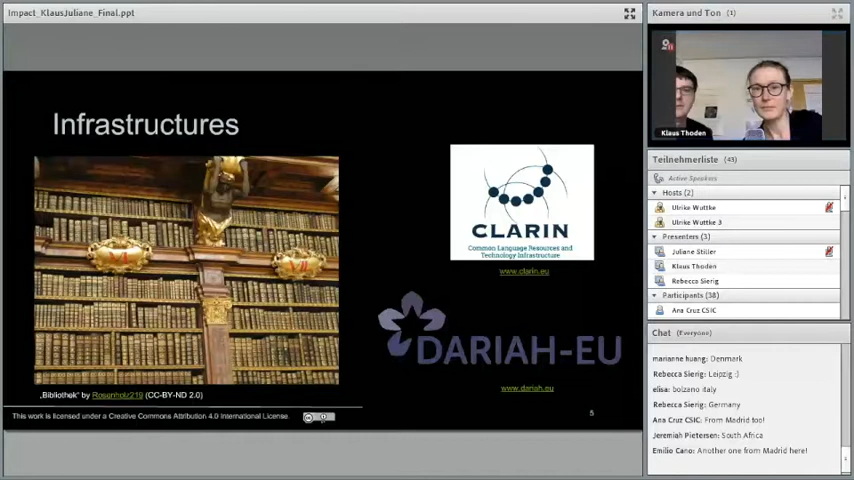 Impact_KlausJuliane_Final.ppt
Infrastructures
VI
VII
CLARIN
Common Language Resources and
Technology Infrastructure
www.clarin.eu
DARIAH-EU
www.dariah.eu
„Bibliothek“ by Rosenholz219 (CC-BY-ND 2.0)
This work is licensed under a Creative Commons Attribution 4.0 International License.
5
Kamera und Ton (1)
Klaus Thoden
Teilnehmerliste (43)
Active Speakers
Hosts (2)
Ulrike Wuttke
Ulrike Wuttke 3
Presenters (3)
Juliane Stiller
Klaus Thoden
Rebecca Sierig
Participants (38)
Ana Cruz CSIC
Chat (Everyone)
marianne huang: Denmark
Rebecca Sierig: Leipzig :)
elisa: bolzano italy
Rebecca Sierig: Germany
Ana Cruz CSIC: From Madrid too!
Jeremiah Pietersen: South Africa
Emilio Cano: Another one from Madrid here!